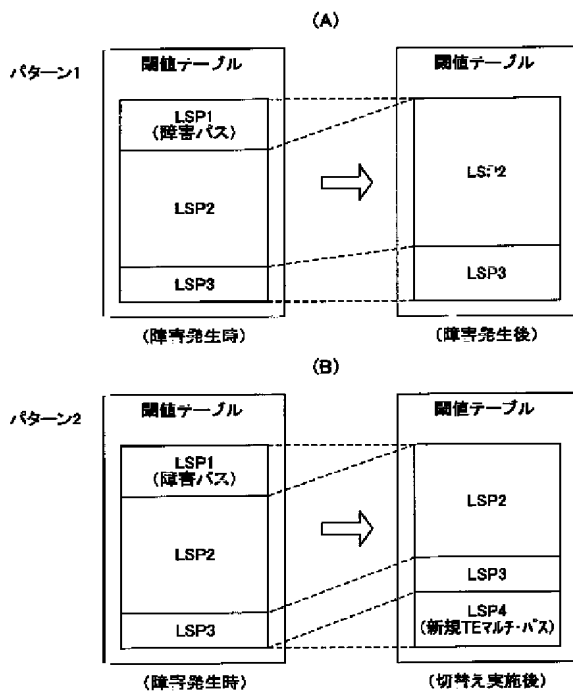 (A)
パターン1
閾値テーブル
閾値テーブル
LSP1
(障害パス)
LSP2
LSP3
LSP2
LSP3
(障害発生時)
(障害発生後)
(B)
パターン2
閾値テーブル
閾値テーブル
LSP1
(障害パス)
LSP2
LSP3
LSP2
LSP3
LSP4
(新規TEマルチ・パス)
(障害発生時)
(切替え実施後)